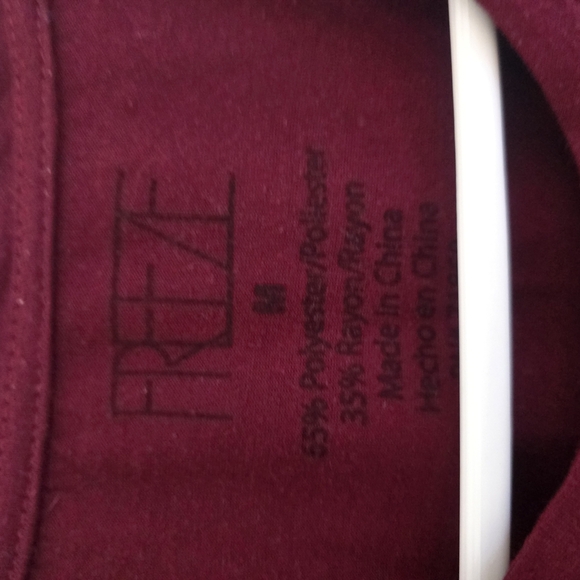 FREEZE
M
65% Polyester/Poliester
35% Rayon/Rayon
Made in China
Hecho en China